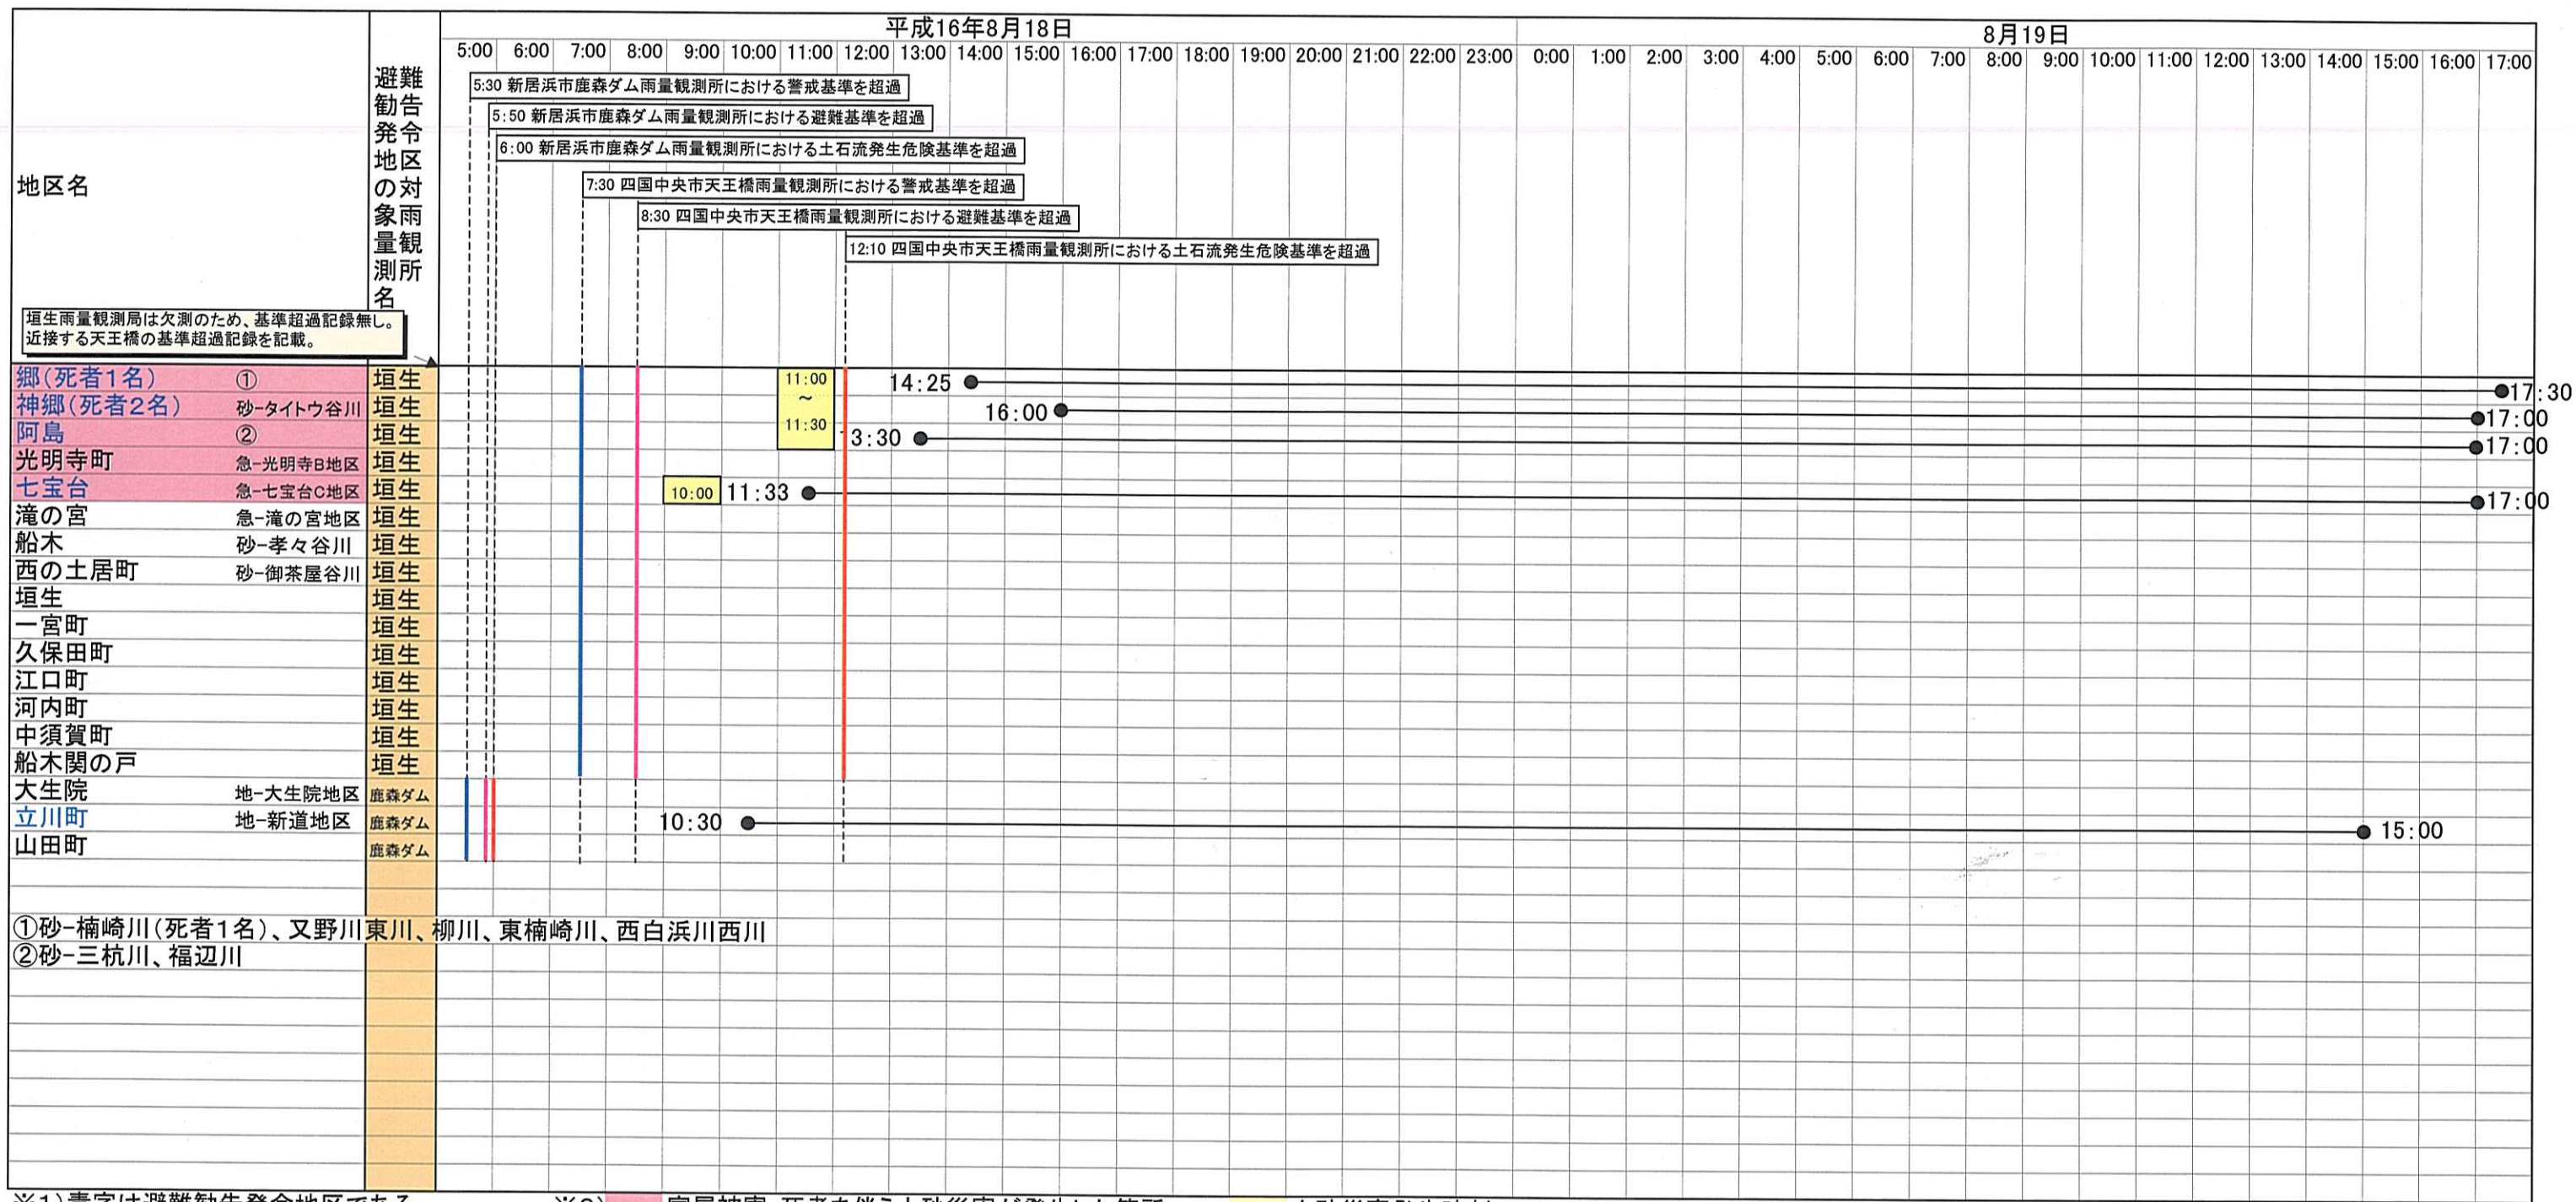 平成16年8月18日
8月19日
5:00 6:00 7:00 8:00 9:00 10:00 11:00 12:00 13:00 14:00 15:00 16:00 17:00 18:00 19:00 20:00 21:00 22:00 23:00 0:00 1:00 2:00 3:00 4:00 5:00 6:00 7:00 8:00 9:00 10:00 11:00 12:00 13:00 14:00 15:00 16:00 17:00
地区名
避難
勧告
発令
地区
の対
象雨
量観
測所
名
5:30 新居浜市鹿森ダム雨量観測所における警戒基準を超過
5:50 新居浜市鹿森ダム雨量観測所における避難基準を超過
6:00 新居浜市鹿森ダム雨量観測所における土石流発生危険基準を超過
7:30 四国中央市天王橋雨量観測所における警戒基準を超過
8:30 四国中央市天王橋雨量観測所における避難基準を超過
12:10 四国中央市天王橋雨量観測所における土石流発生危険基準を超過
垣生雨量観測局は欠測のため、基準超過記録無し。
近接する天王橋の基準超過記録を記載。
郷(死者1名) ① 垣生 14:25 17:30
神郷(死者2名) 砂-タイトウ谷川 垣生 16:00 17:00
阿島 ② 垣生 3:30 17:00
11:00
～
11:30
光明寺町 急-光明寺B地区 垣生
七宝台 急-七宝台C地区 垣生 10:00 11:33 17:00
滝の宮 急-滝の宮地区 垣生
船木 砂-孝々谷川 垣生
西の土居町 砂-御茶屋谷川 垣生
垣生 垣生
一宮町 垣生
久保田町 垣生
江口町 垣生
河内町 垣生
中須賀町 垣生
船木関の戸 垣生
大生院 地-大生院地区 鹿森ダム
立川町 地-新道地区 鹿森ダム 10:30 15:00
山田町 鹿森ダム
①砂-楠崎川(死者1名)、又野川東川、柳川、東楠崎川、西白浜川西川
②砂-三杭川、福辺川